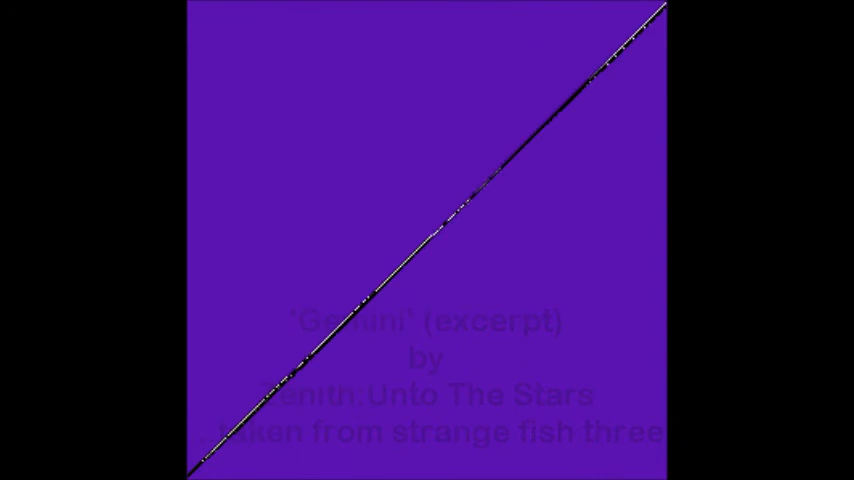 "Gemini" (excerpt)
by
Zenith:Unto The Stars
taken from strange fish three